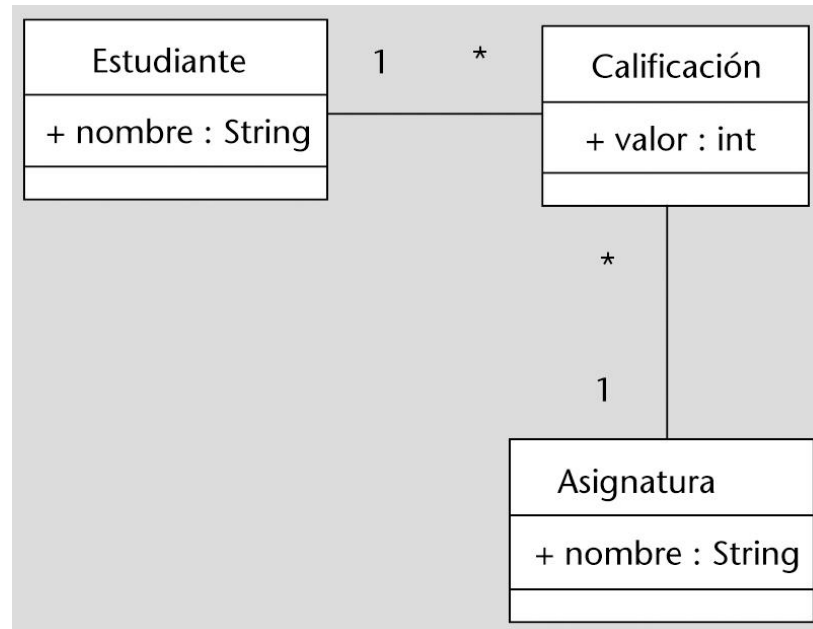 Estudiante
+ nombre : String
1
*
Calificación
+ valor : int
*
1
Asignatura
+ nombre : String